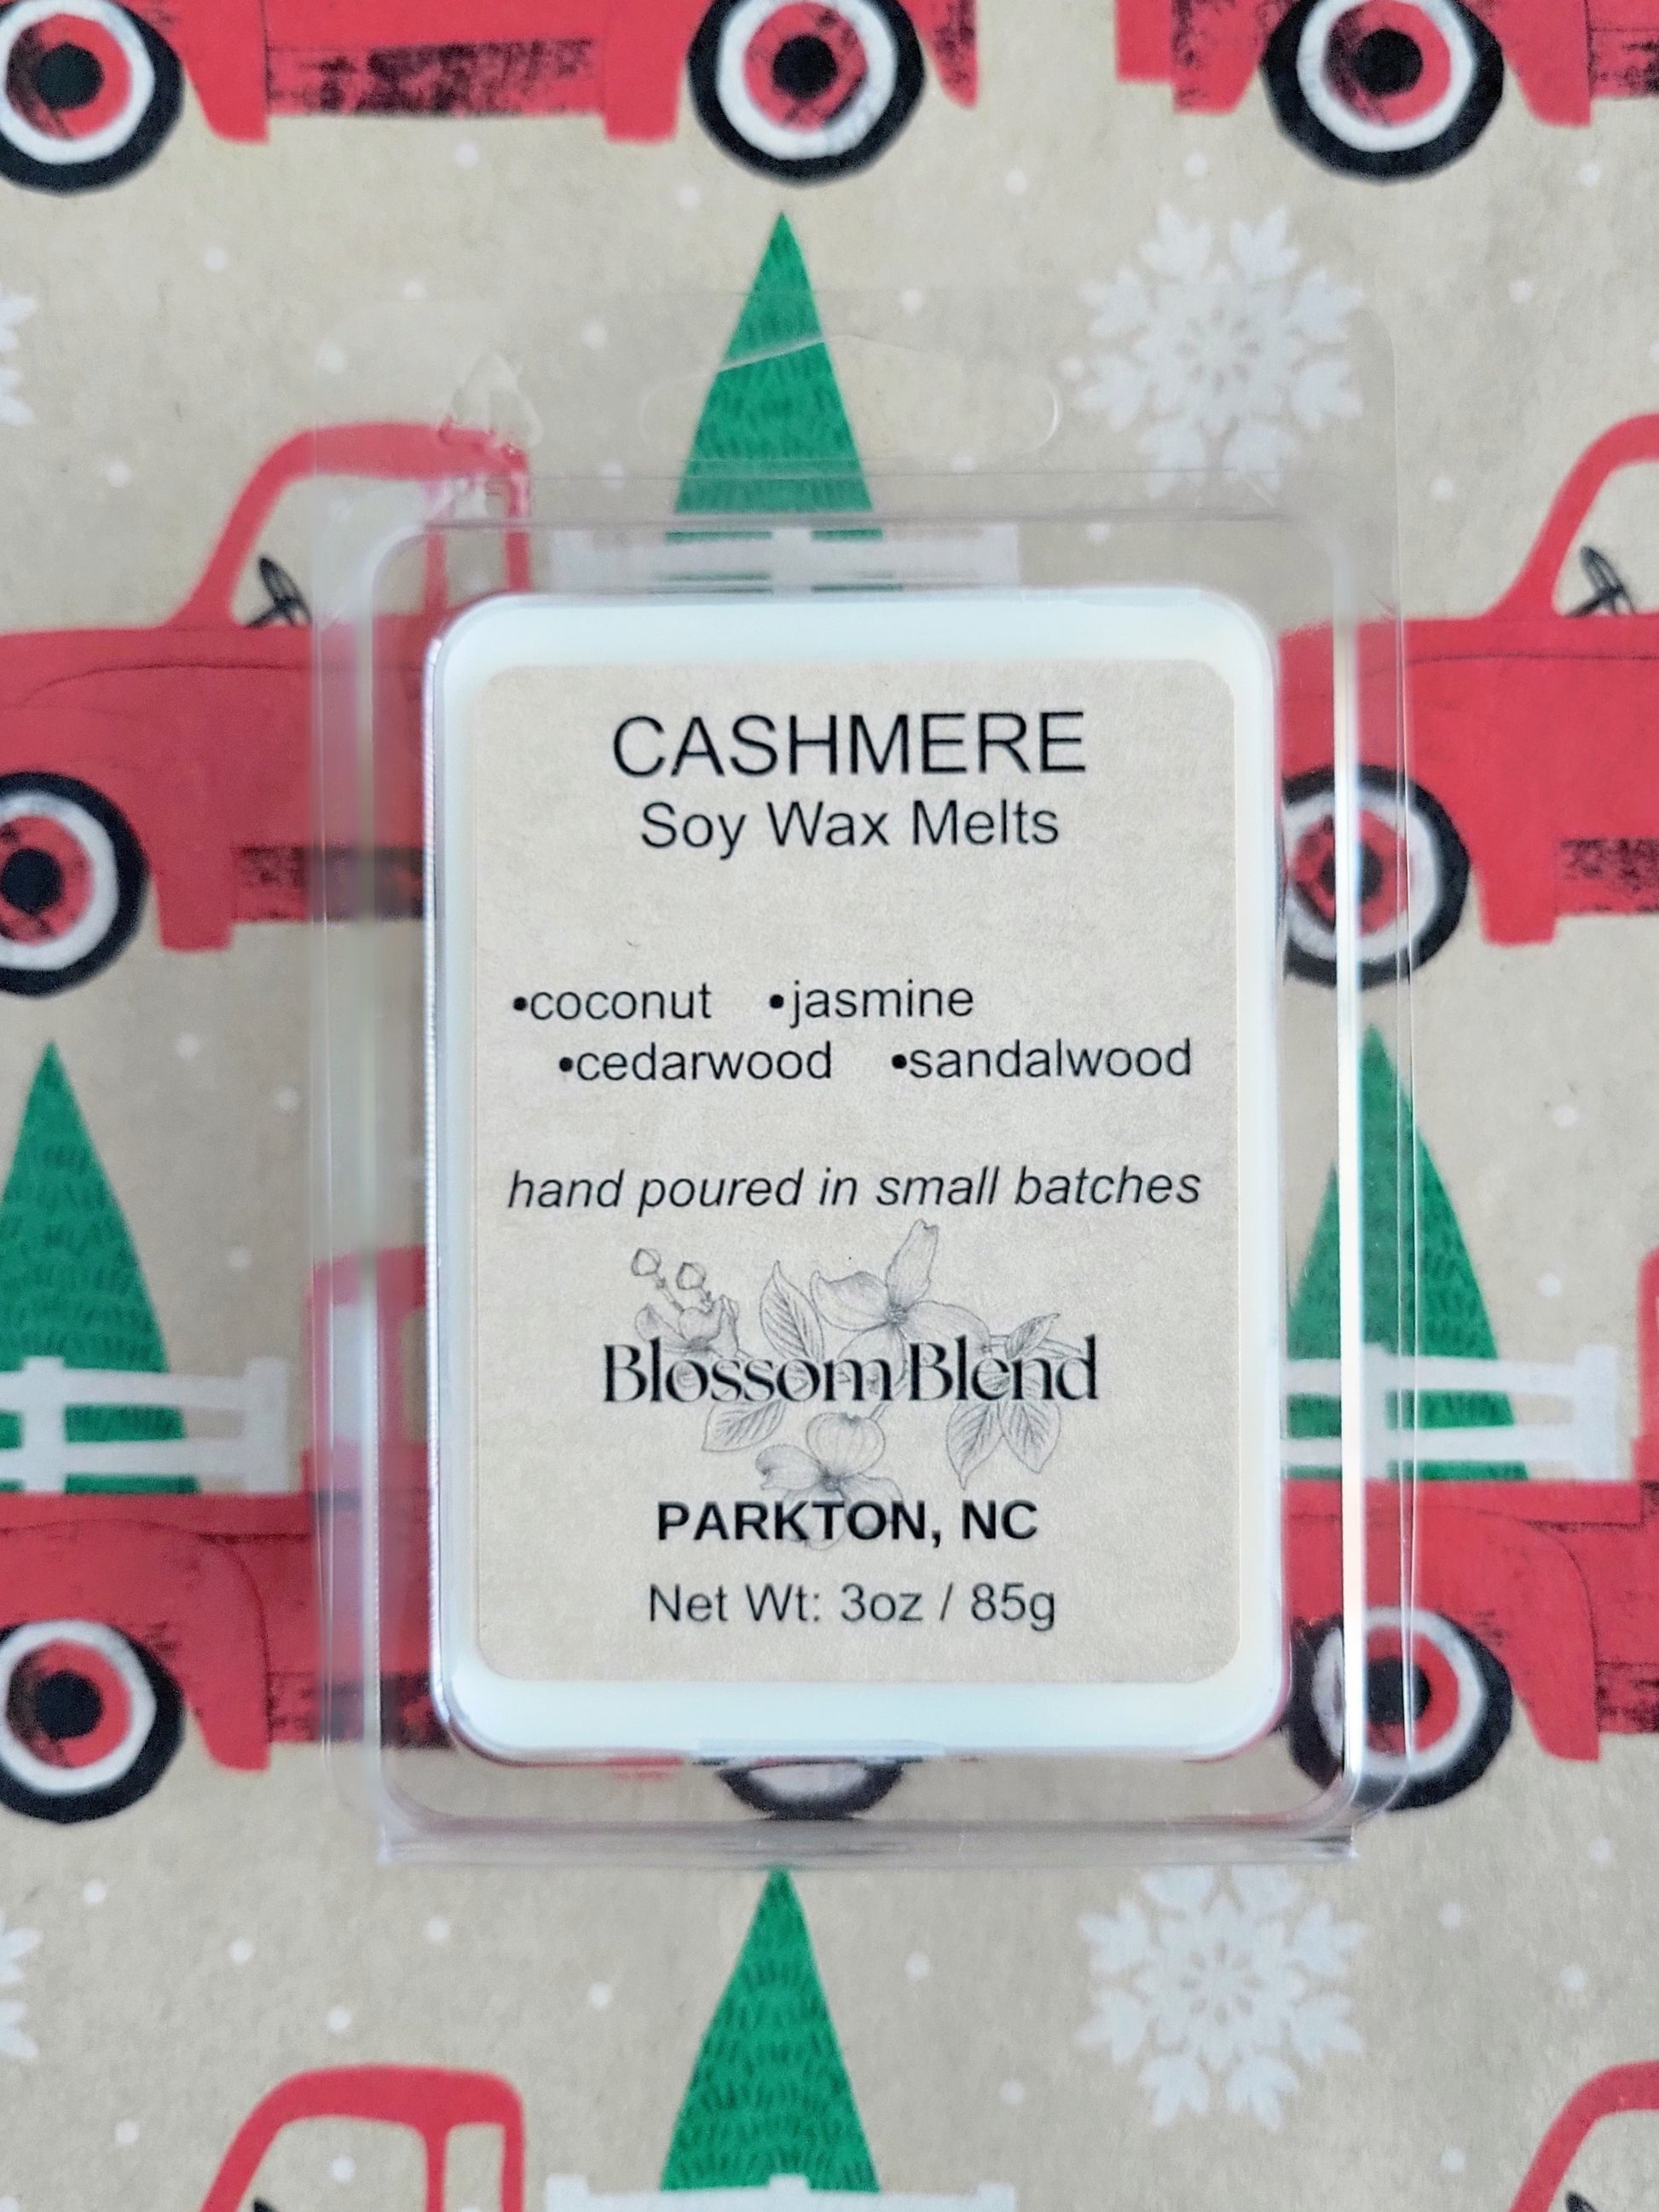 CASHMERE
Soy Wax Melts
•coconut •jasmine
•cedarwood •sandalwood
hand poured in small batches
Blossom Blend
PARKTON, NC
Net Wt: 3oz / 85g